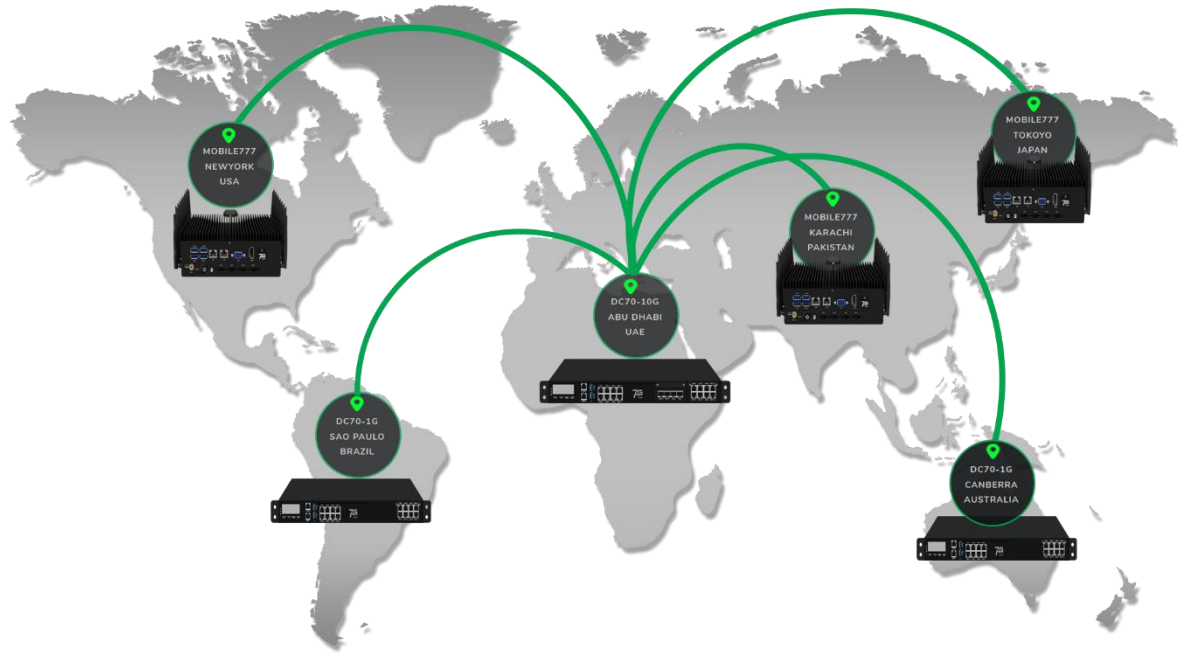 MOBILE777
NEWYORK
USA
MOBILE777
TOKOYO
JAPAN
MOBILE777
KARACHI
PAKISTAN
DC70-10G
ABU DHABI
UAE
DC70-1G
SAO PAULO
BRAZIL
DC70-1G
CANBERRA
AUSTRALIA